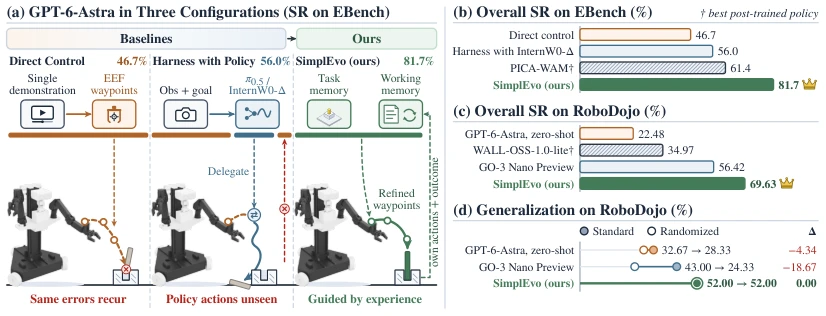 (a) GPT-6-Astra in Three Configurations (SR on EBench)
Baselines
Ours
Direct Control 46.7%
Harness with Policy 56.0%
SimplEvo (ours) 81.7%
Single
demonstration
EEF
waypoints
Obs + goal
π0.5 /
InternW0-Δ
Task
memory
Working
memory
Delegate
Refined
waypoints
own actions + outcome
Same errors recur
Policy actions unseen
Guided by experience
(b) Overall SR on EBench (%)
† best post-trained policy
Direct control 46.7
Harness with InternW0-Δ 56.0
PICA-WAM† 61.4
SimplEvo (ours) 81.7
(c) Overall SR on RoboDojo (%)
GPT-6-Astra, zero-shot 22.48
WALL-OSS-1.0-lite† 34.97
GO-3 Nano Preview 56.42
SimplEvo (ours) 69.63
(d) Generalization on RoboDojo (%)
Standard Randomized Δ
GPT-6-Astra, zero-shot 32.67 → 28.33 −4.34
GO-3 Nano Preview 43.00 → 24.33 −18.67
SimplEvo (ours) 52.00 → 52.00 0.00